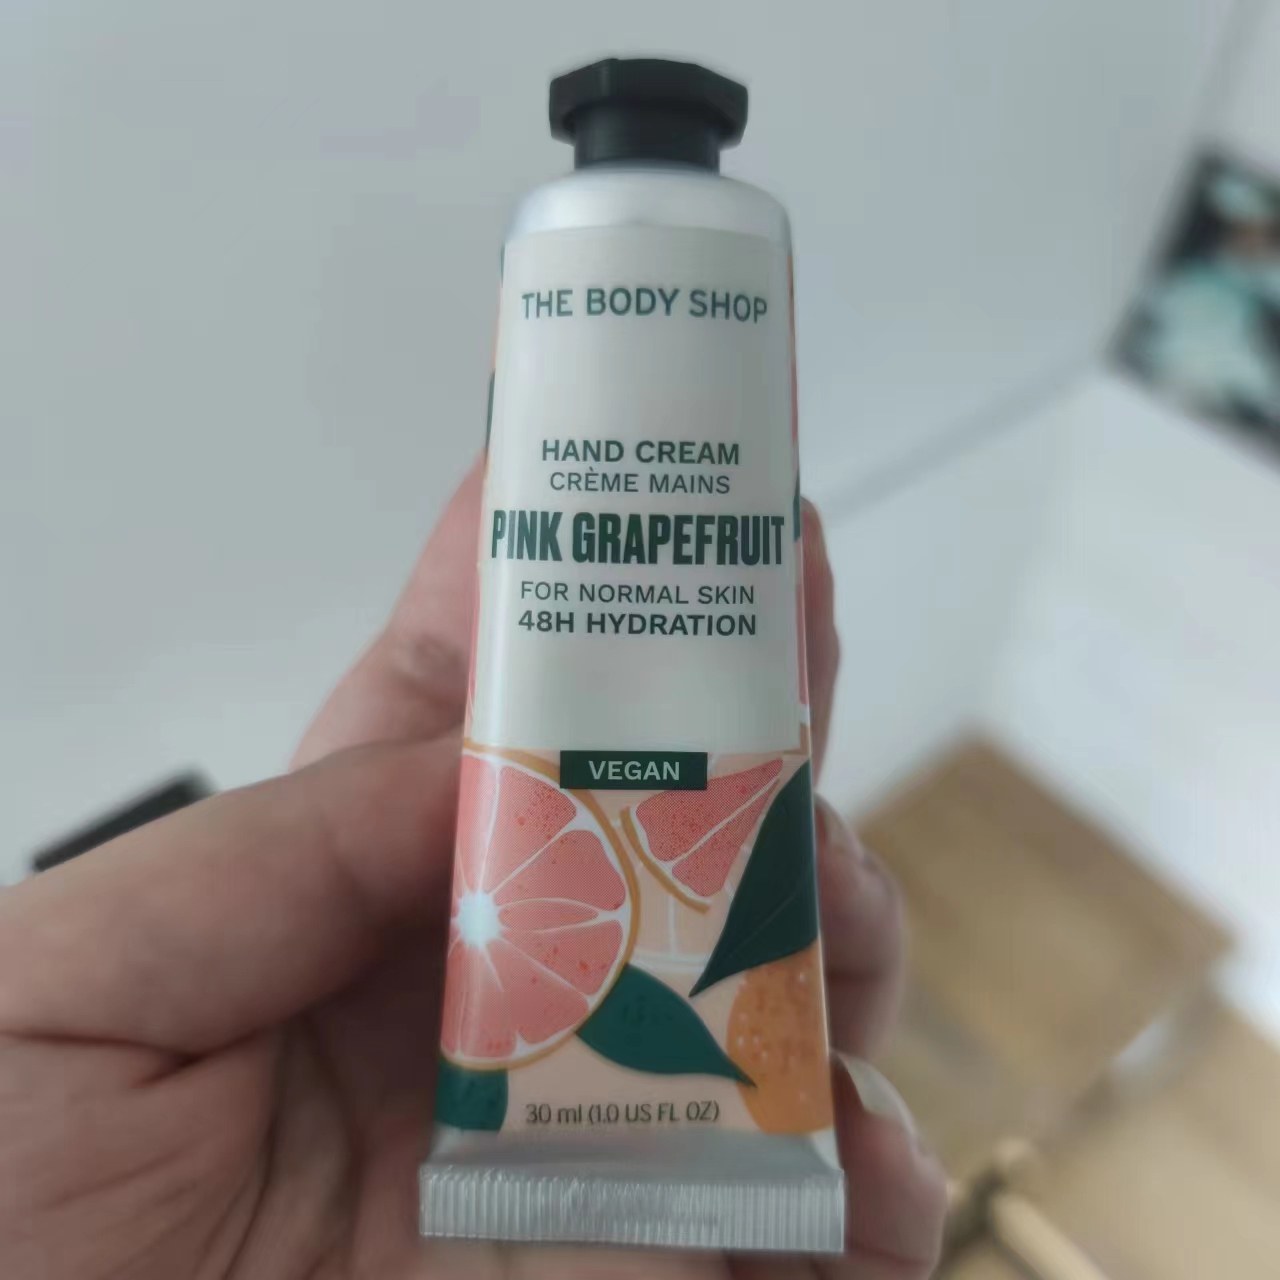 THE BODY SHOP
HAND CREAM
CRÈME MAINS
PINK GRAPEFRUIT
FOR NORMAL SKIN
48H HYDRATION
VEGAN
30 ml (1.0 US FL OZ)